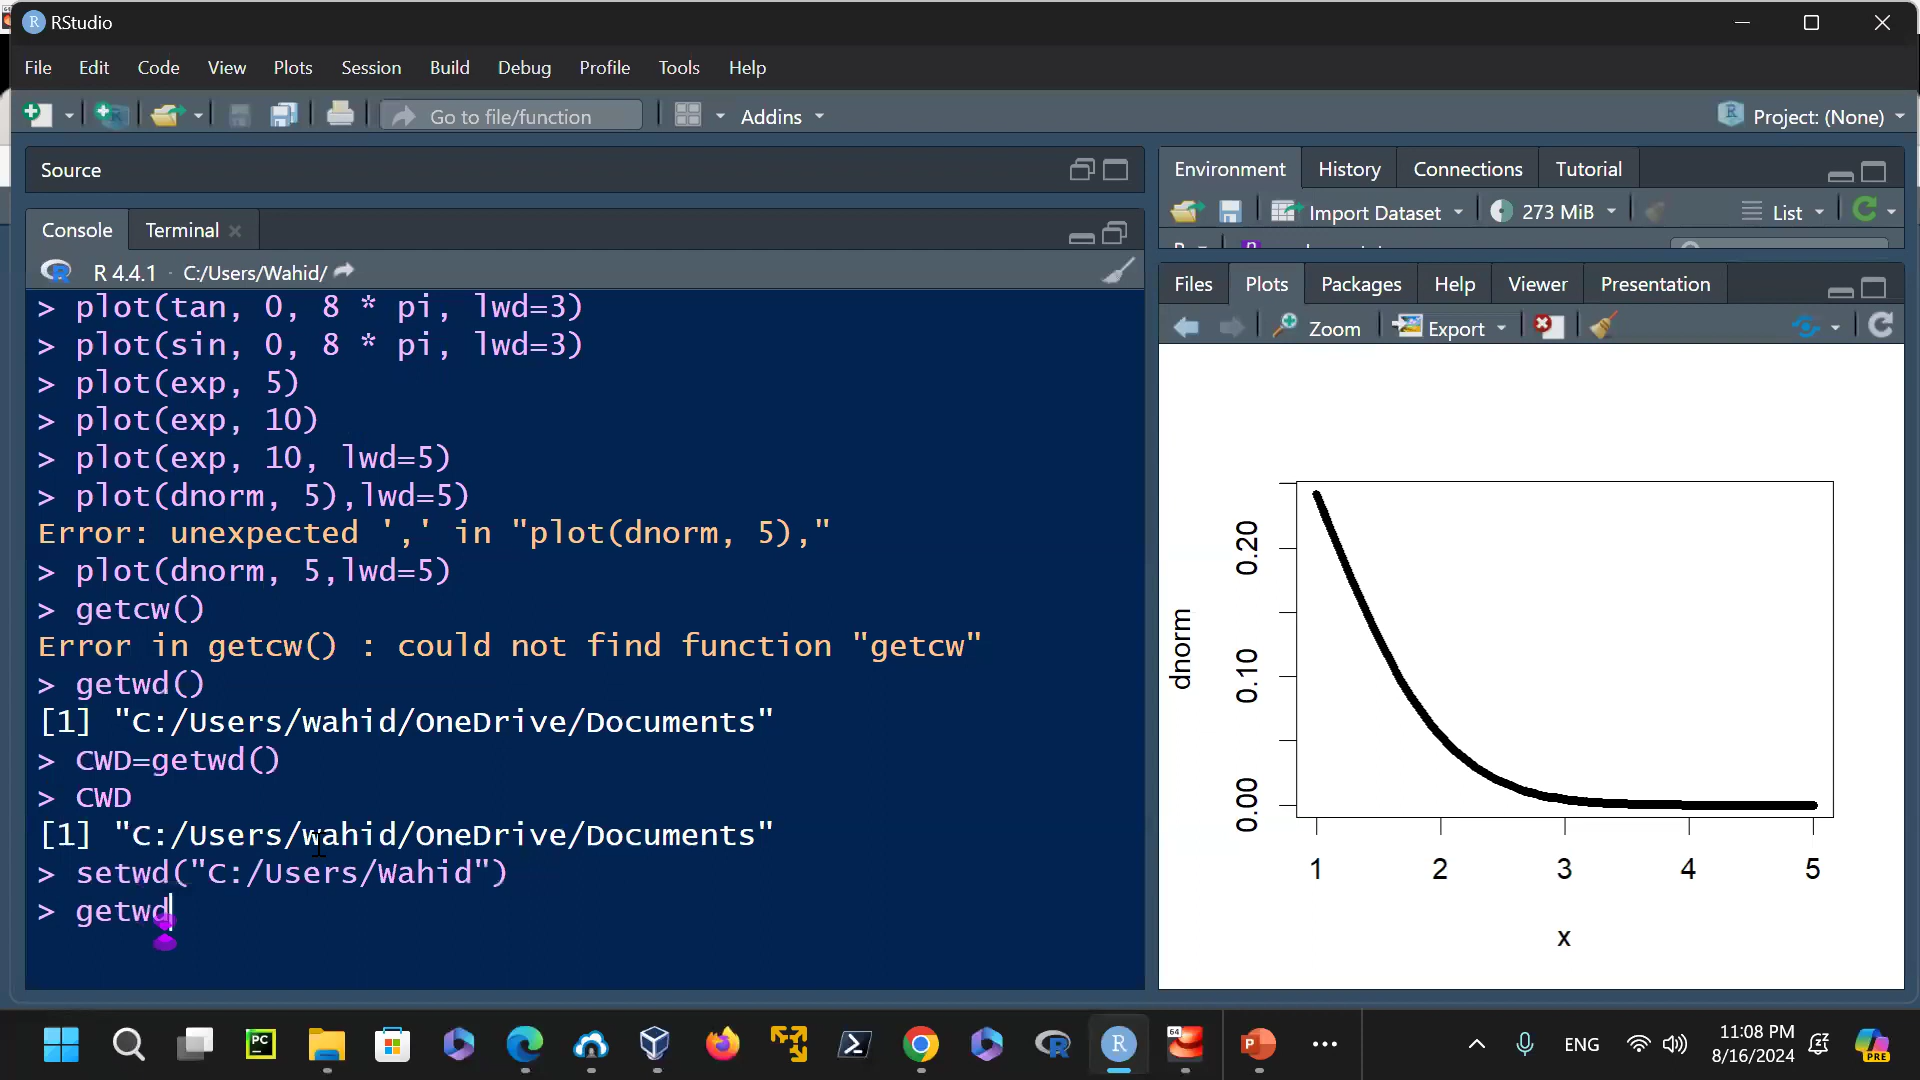 RStudio
File Edit Code View Plots Session Build Debug Profile Tools Help
Go to file/function Addins Project: (None)
Source
Console Terminal
R 4.4.1 · C:/Users/Wahid/
> plot(tan, 0, 8 * pi, lwd=3)
> plot(sin, 0, 8 * pi, lwd=3)
> plot(exp, 5)
> plot(exp, 10)
> plot(exp, 10, lwd=5)
> plot(dnorm, 5),lwd=5)
Error: unexpected ',' in "plot(dnorm, 5),"
> plot(dnorm, 5,lwd=5)
> getcw()
Error in getcw() : could not find function "getcw"
> getwd()
[1] "C:/Users/wahid/OneDrive/Documents"
> CWD=getwd()
> CWD
[1] "C:/Users/wahid/OneDrive/Documents"
> setwd("C:/Users/Wahid")
> getwd
Environment History Connections Tutorial
Import Dataset 273 MiB List
Files Plots Packages Help Viewer Presentation
Zoom Export
dnorm
0.20
0.10
0.00
1 2 3 4 5
x
PC
64
P
ENG
11:08 PM
8/16/2024
PRE